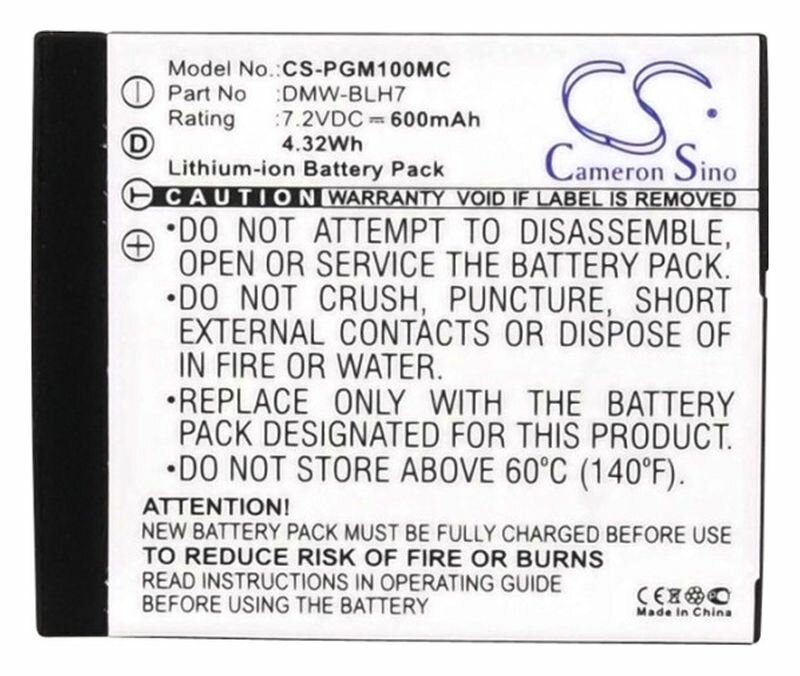 Model No.:CS-PGM100MC
Part No :DMW-BLH7
Rating :7.2VDC ⎓ 600mAh
4.32Wh
Lithium-ion Battery Pack
CS
Cameron Sino
D
T
CAUTION WARRANTY VOID IF LABEL IS REMOVED
•DO NOT ATTEMPT TO DISASSEMBLE,
OPEN OR SERVICE THE BATTERY PACK.
•DO NOT CRUSH, PUNCTURE, SHORT
EXTERNAL CONTACTS OR DISPOSE OF
IN FIRE OR WATER.
•REPLACE ONLY WITH THE BATTERY
PACK DESIGNATED FOR THIS PRODUCT.
•DO NOT STORE ABOVE 60°C (140°F).
ATTENTION!
NEW BATTERY PACK MUST BE FULLY CHARGED BEFORE USE
TO REDUCE RISK OF FIRE OR BURNS
READ INSTRUCTIONS IN OPERATING GUIDE
BEFORE USING THE BATTERY
CE
Made in China